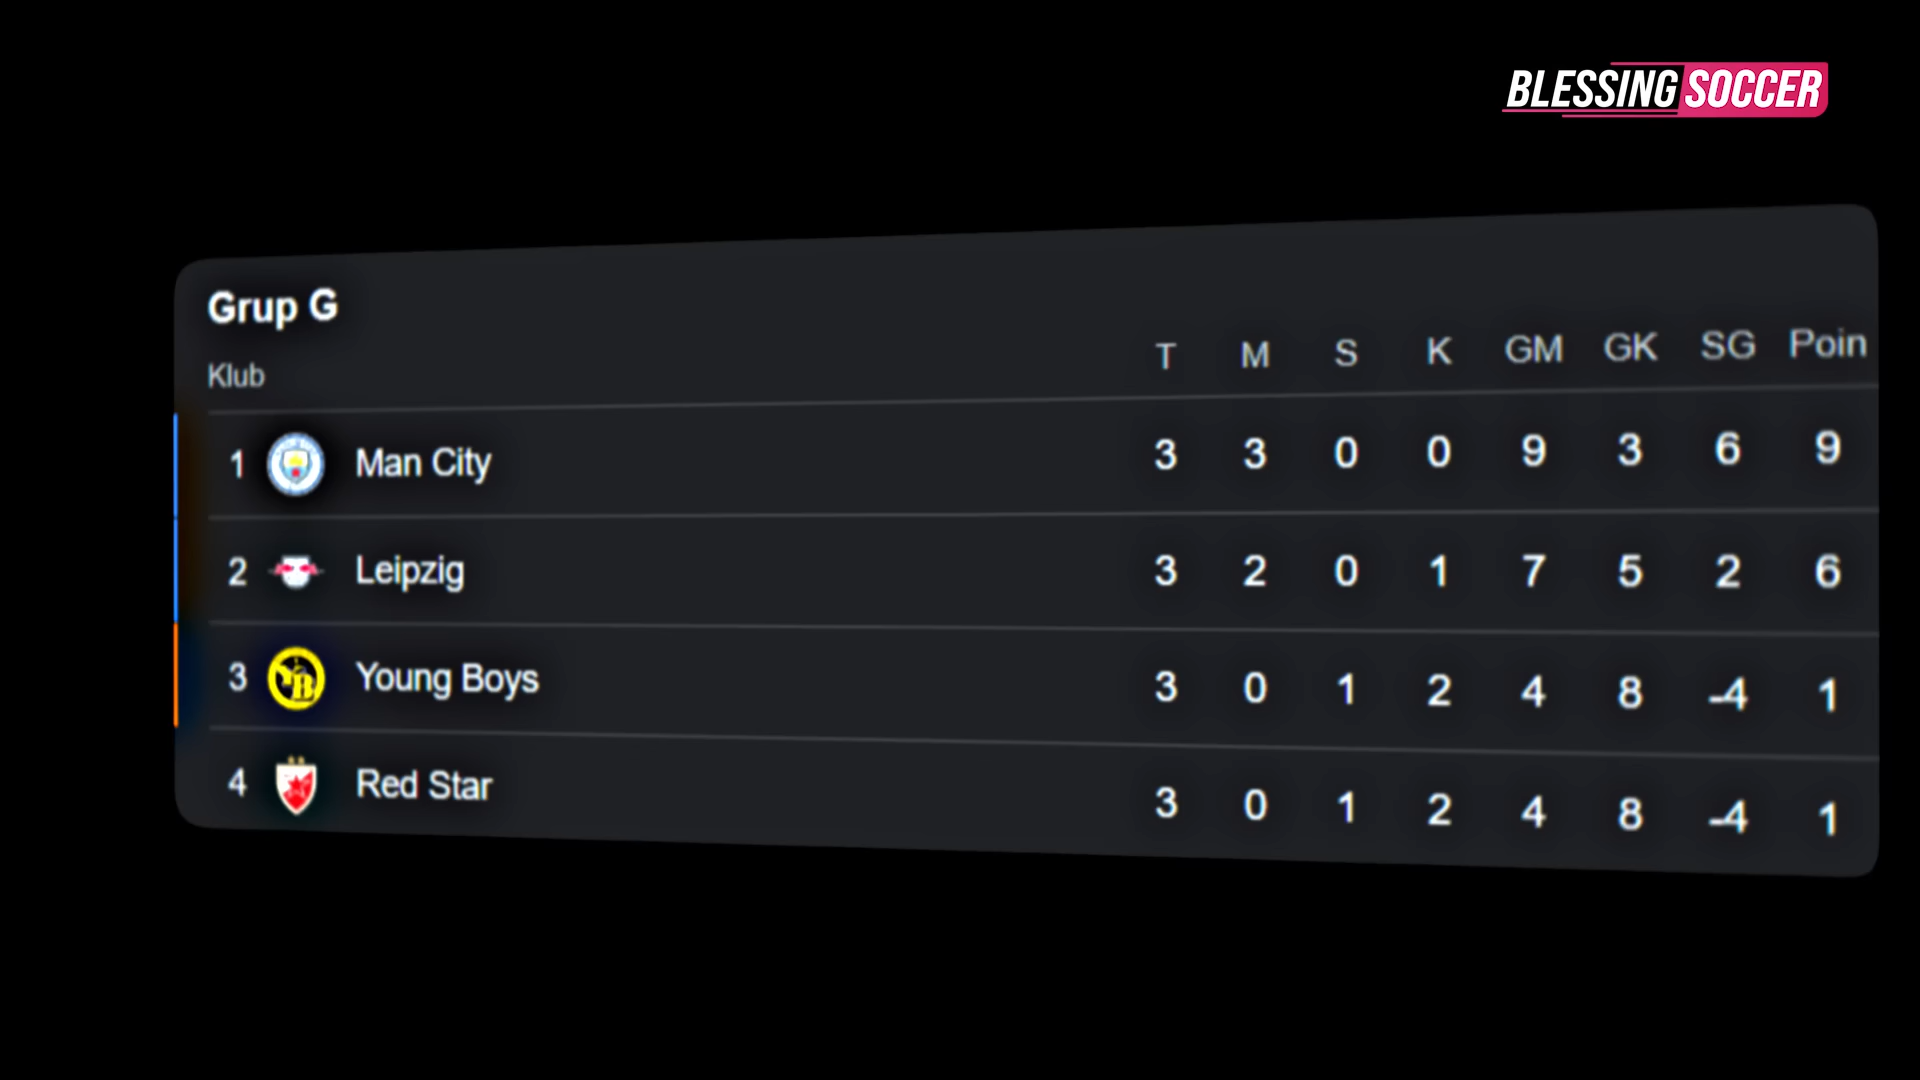 BLESSING SOCCER
Grup G
Klub T M S K GM GK SG Poin
1 Man City 3 3 0 0 9 3 6 9
2 Leipzig 3 2 0 1 7 5 2 6
3 Young Boys 3 0 1 2 4 8 -4 1
4 Red Star 3 0 1 2 4 8 -4 1